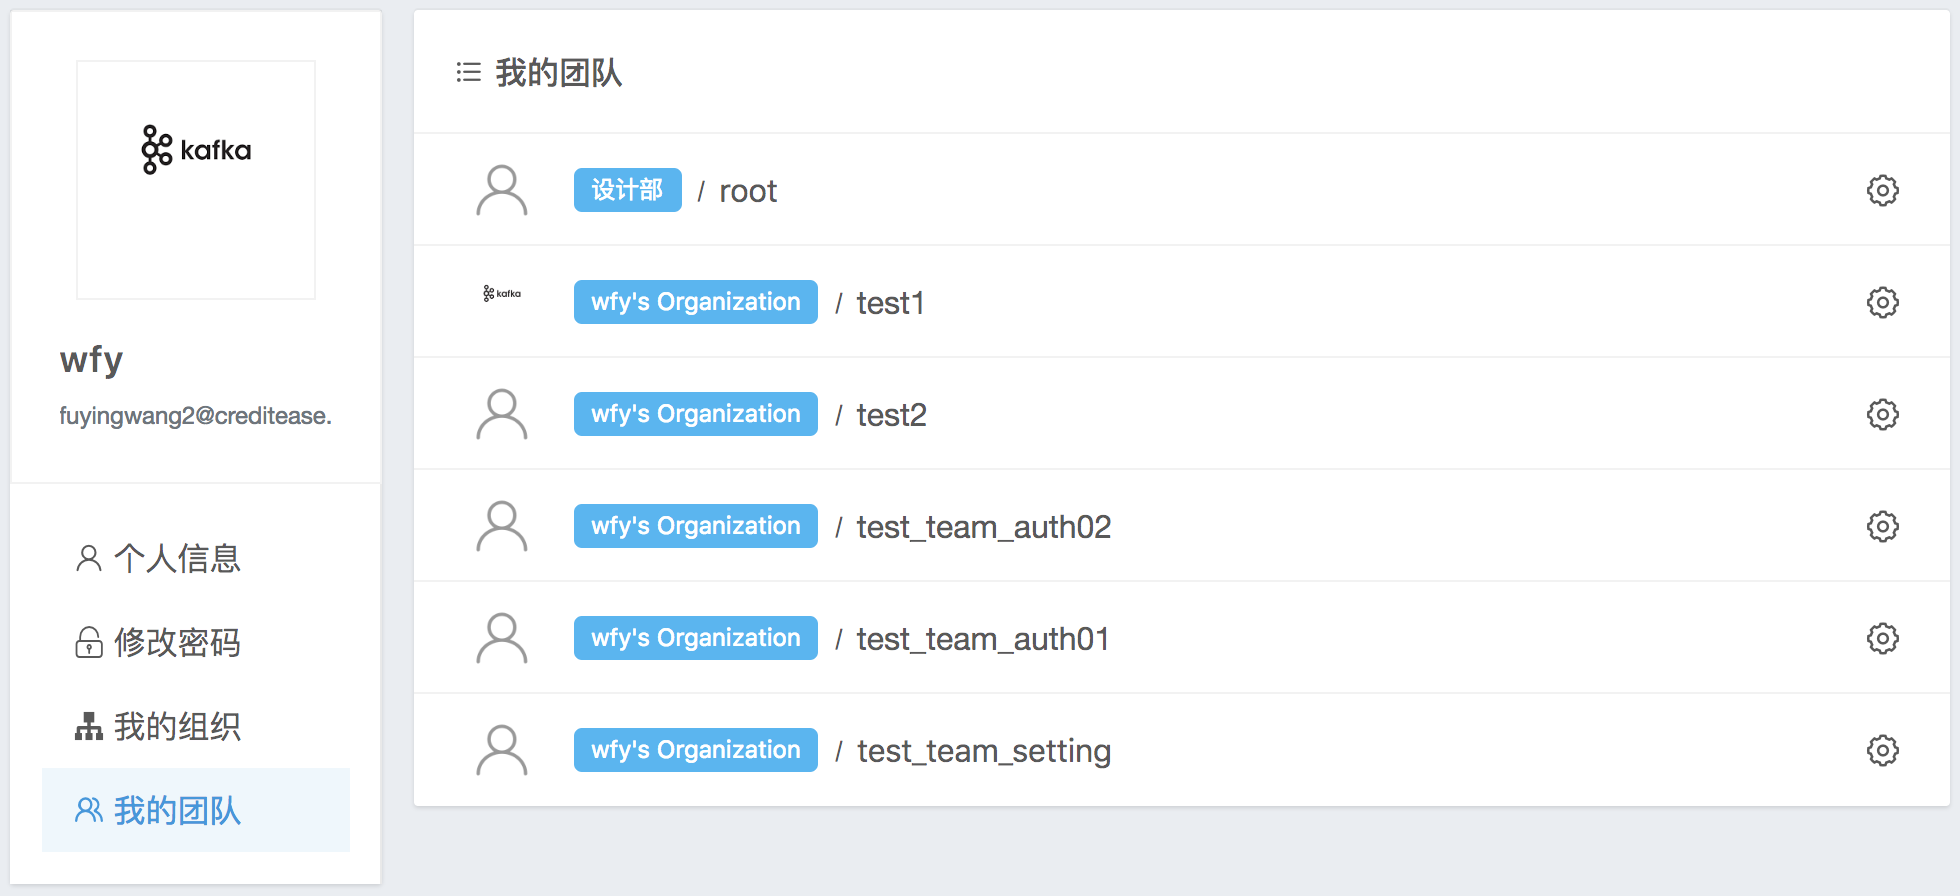 kafka
wfy
fuyingwang2@creditease.
个人信息
修改密码
我的组织
我的团队
我的团队
设计部 / root
kafka wfy's Organization / test1
wfy's Organization / test2
wfy's Organization / test_team_auth02
wfy's Organization / test_team_auth01
wfy's Organization / test_team_setting